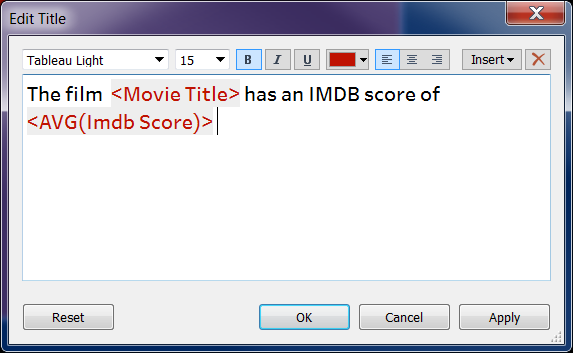 Edit Title
Tableau Light 15 B I U Insert
The film <Movie Title> has an IMDB score of
<AVG(Imdb Score)>
Reset OK Cancel Apply